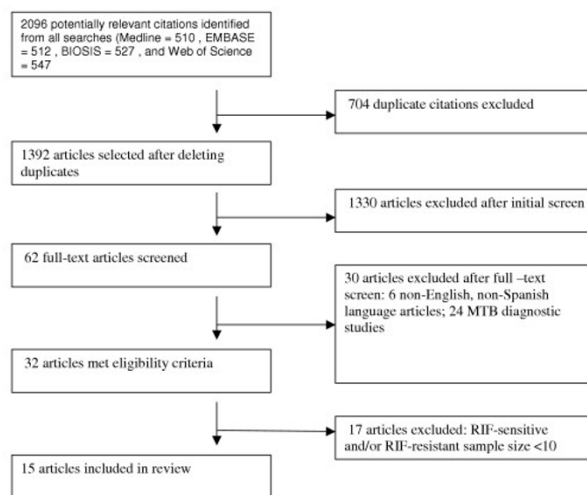 2096 potentially relevant citations identified
from all searches (Medline = 510 , EMBASE
= 512 , BIOSIS = 527 , and Web of Science
= 547
704 duplicate citations excluded
1392 articles selected after deleting
duplicates
1330 articles excluded after initial screen
62 full-text articles screened
30 articles excluded after full –text
screen: 6 non-English, non-Spanish
language articles; 24 MTB diagnostic
studies
32 articles met eligibility criteria
17 articles excluded: RIF-sensitive
and/or RIF-resistant sample size <10
15 articles included in review